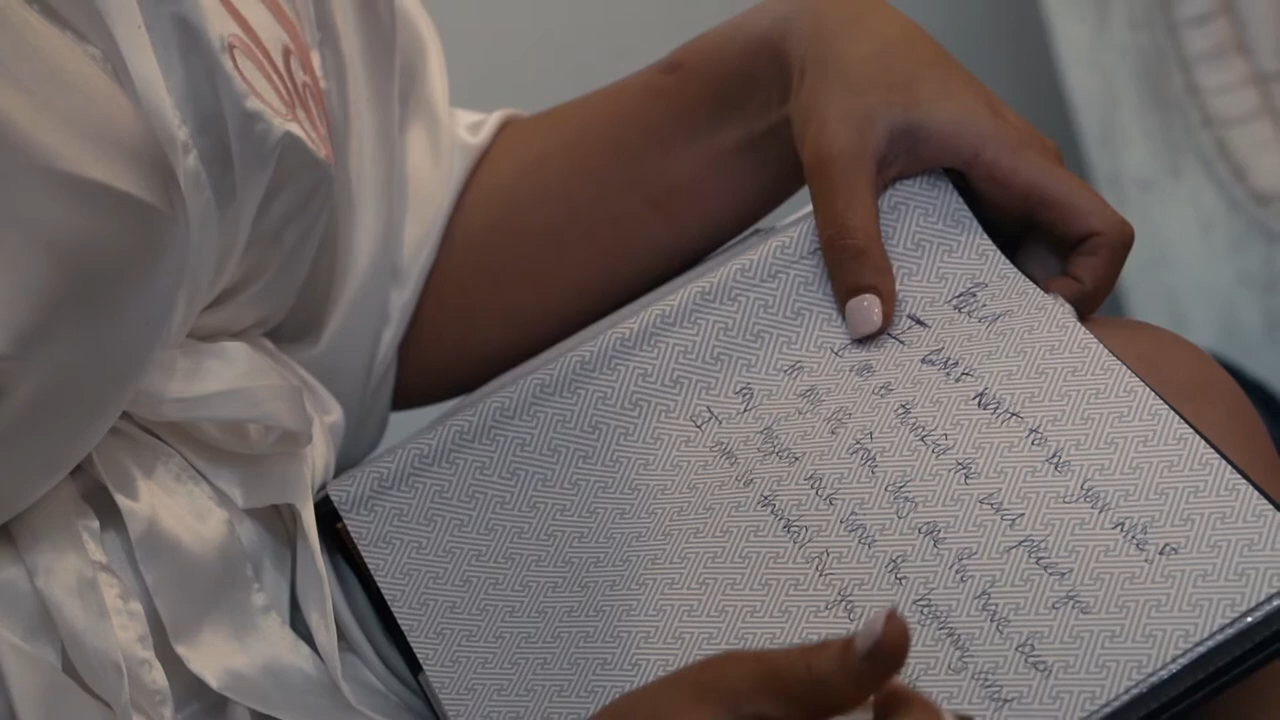 I can't wait to be your wife
I am so thankful the Lord placed you
in my life from day one you have been
my biggest rock since the beginning and
I am so thankful for you